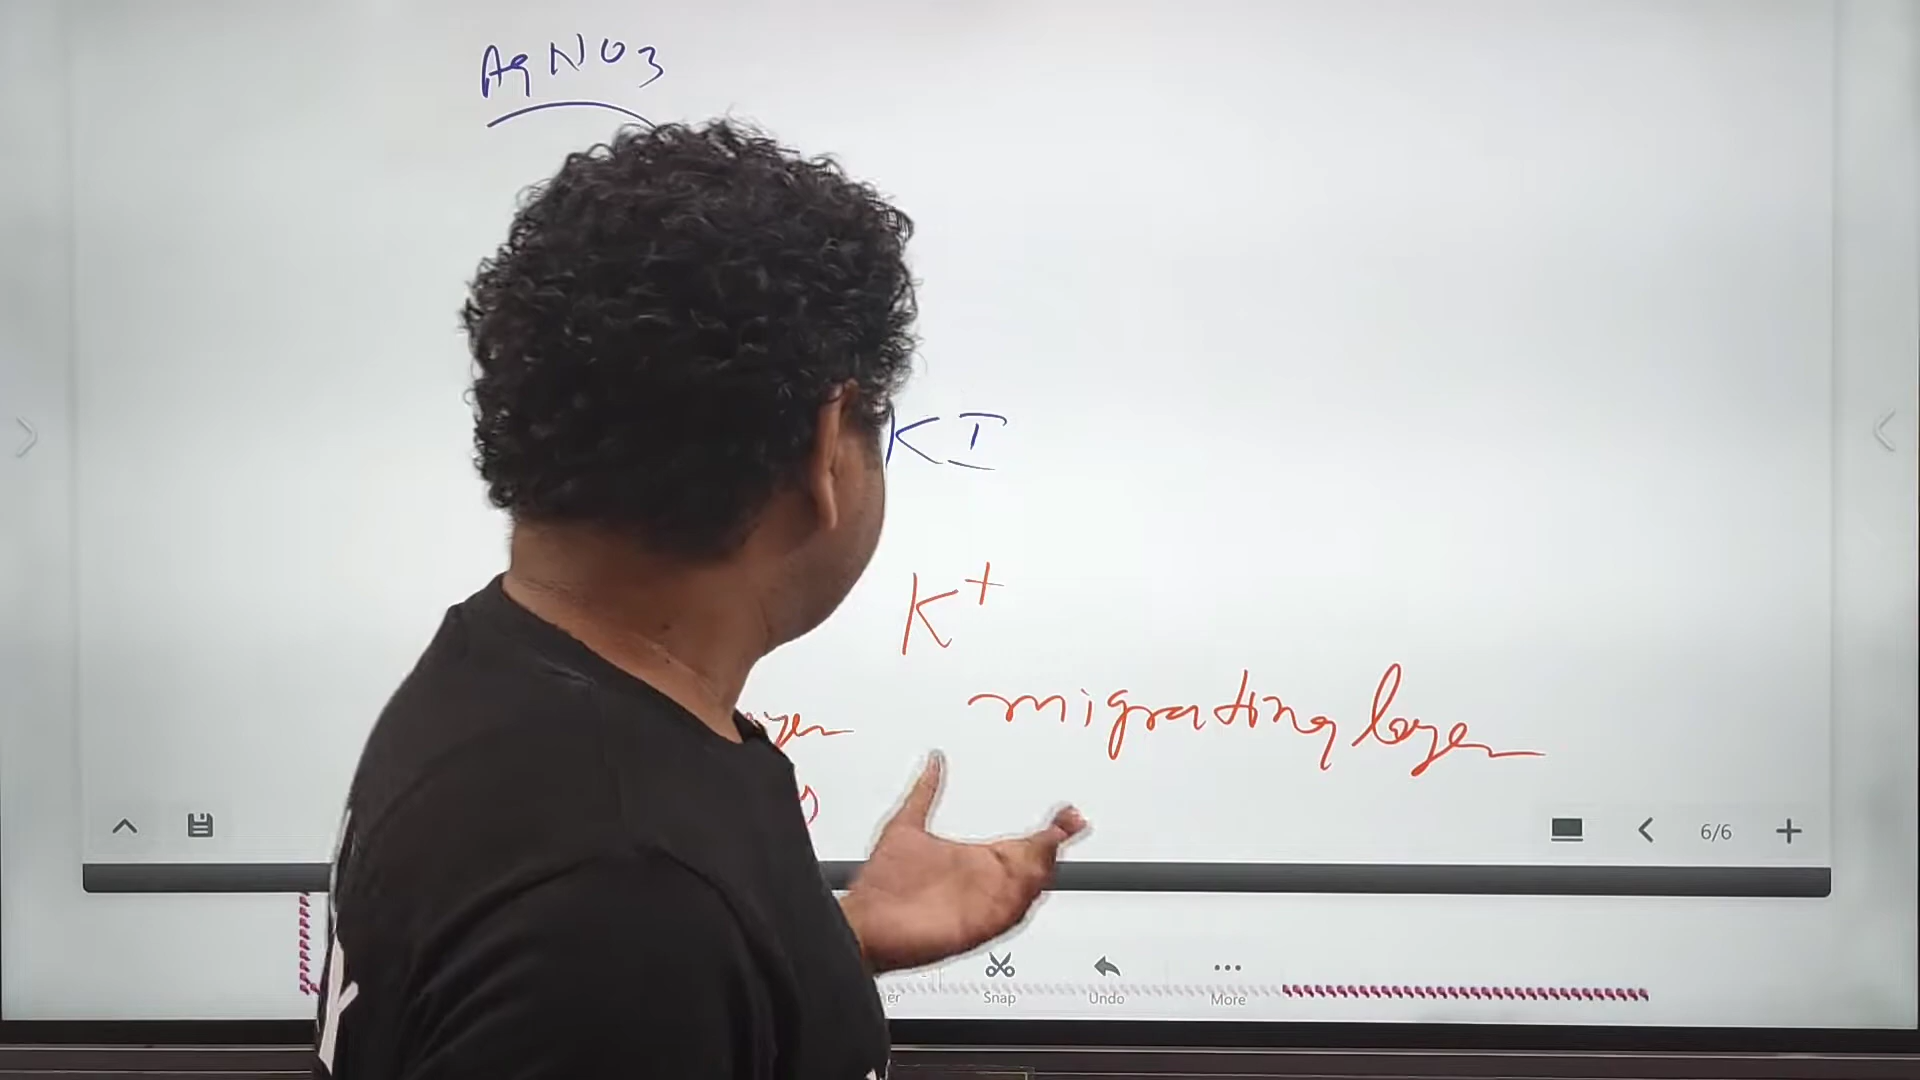 AgNO3
KI
K+
migrating layer
6/6
Snap Undo More